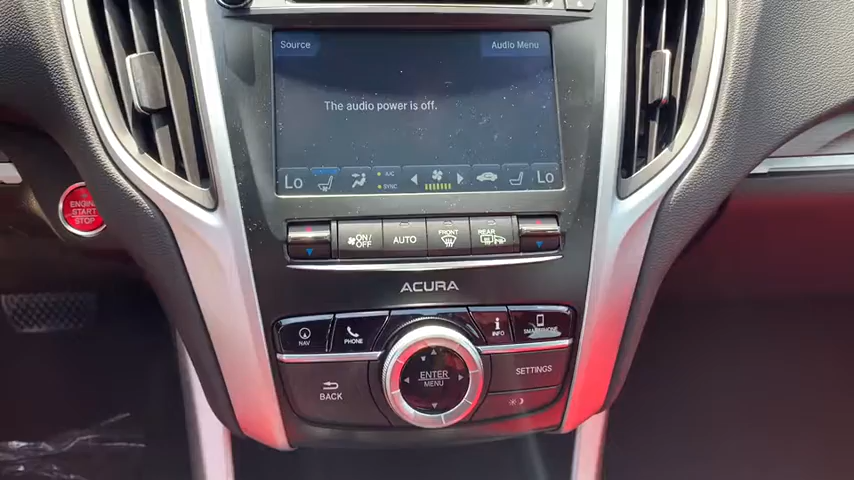 Source
Audio Menu
The audio power is off.
Lo
A/C
SYNC
Lo
ENGINE
START
STOP
ON/
OFF
AUTO
FRONT
REAR
ACURA
NAV
PHONE
INFO
SMARTPHONE
ENTER
MENU
BACK
SETTINGS